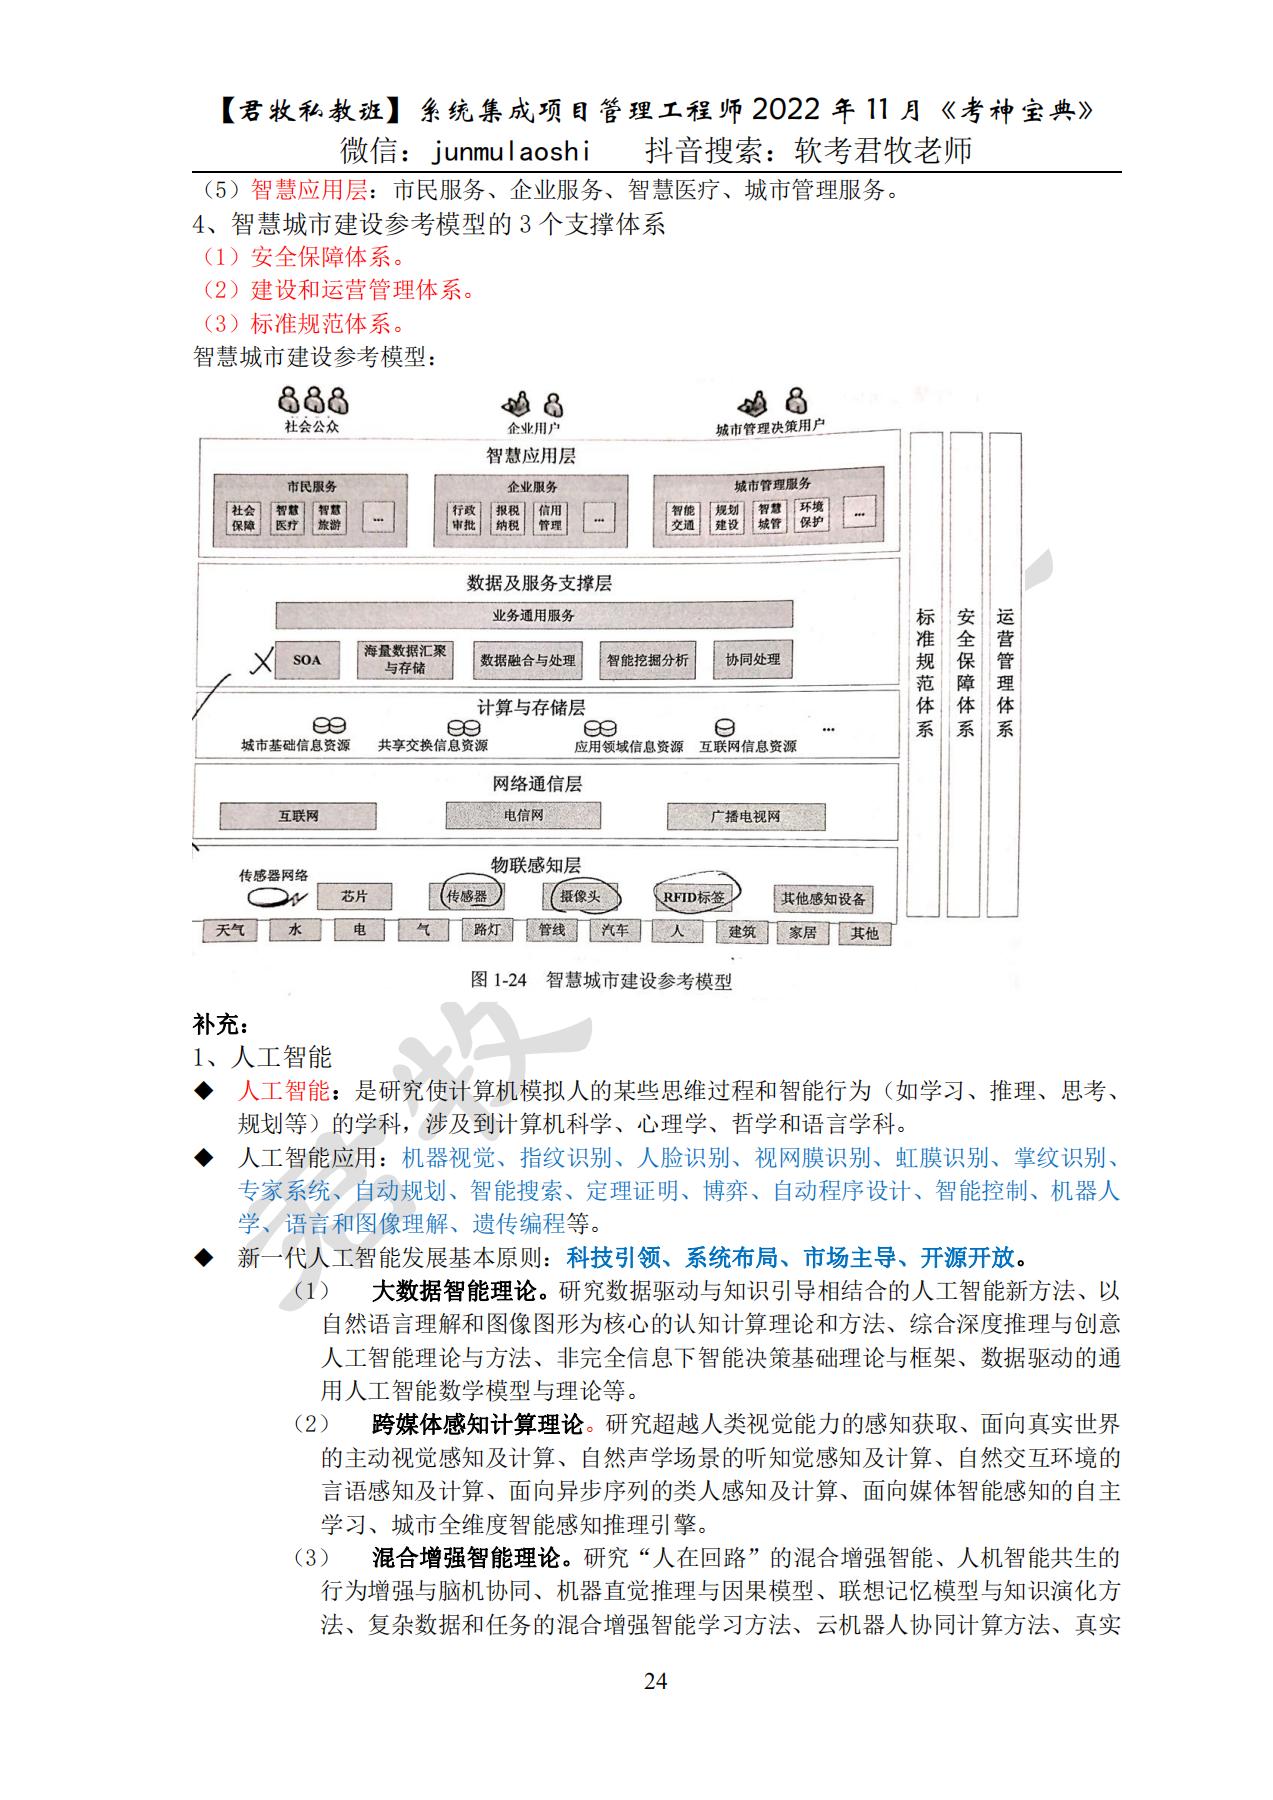 【君牧私教班】系统集成项目管理工程师 2022 年 11 月《考神宝典》
微信：junmulaoshi 抖音搜索：软考君牧老师
（5）智慧应用层：市民服务、企业服务、智慧医疗、城市管理服务。
4、智慧城市建设参考模型的 3 个支撑体系
（1）安全保障体系。
（2）建设和运营管理体系。
（3）标准规范体系。
智慧城市建设参考模型：
社会公众 企业用户 城市管理决策用户
智慧应用层
市民服务 企业服务 城市管理服务
社会保障 智慧医疗 智慧旅游 ... 行政审批 报税纳税 信用管理 ... 智能交通 规划建设 智慧城管 环境保护 ...
数据及服务支撑层
业务通用服务
SOA 海量数据汇聚与存储 数据融合与处理 智能挖掘分析 协同处理
计算与存储层
城市基础信息资源 共享交换信息资源 应用领域信息资源 互联网信息资源 ...
网络通信层
互联网 电信网 广播电视网
物联感知层
传感器网络 芯片 传感器 摄像头 RFID标签 其他感知设备
天气 水 电 气 路灯 管线 汽车 人 建筑 家居 其他
标准规范体系
安全保障体系
运营管理体系
图 1-24 智慧城市建设参考模型
补充：
1、人工智能
◆ 人工智能：是研究使计算机模拟人的某些思维过程和智能行为（如学习、推理、思考、
规划等）的学科，涉及到计算机科学、心理学、哲学和语言学科。
◆ 人工智能应用：机器视觉、指纹识别、人脸识别、视网膜识别、虹膜识别、掌纹识别、
专家系统、自动规划、智能搜索、定理证明、博弈、自动程序设计、智能控制、机器人
学、语言和图像理解、遗传编程等。
◆ 新一代人工智能发展基本原则：科技引领、系统布局、市场主导、开源开放。
（1） 大数据智能理论。研究数据驱动与知识引导相结合的人工智能新方法、以
自然语言理解和图像图形为核心的认知计算理论和方法、综合深度推理与创意
人工智能理论与方法、非完全信息下智能决策基础理论与框架、数据驱动的通
用人工智能数学模型与理论等。
（2） 跨媒体感知计算理论。研究超越人类视觉能力的感知获取、面向真实世界
的主动视觉感知及计算、自然声学场景的听知觉感知及计算、自然交互环境的
言语感知及计算、面向异步序列的类人感知及计算、面向媒体智能感知的自主
学习、城市全维度智能感知推理引擎。
（3） 混合增强智能理论。研究“人在回路”的混合增强智能、人机智能共生的
行为增强与脑机协同、机器直觉推理与因果模型、联想记忆模型与知识演化方
法、复杂数据和任务的混合增强智能学习方法、云机器人协同计算方法、真实
24
君牧